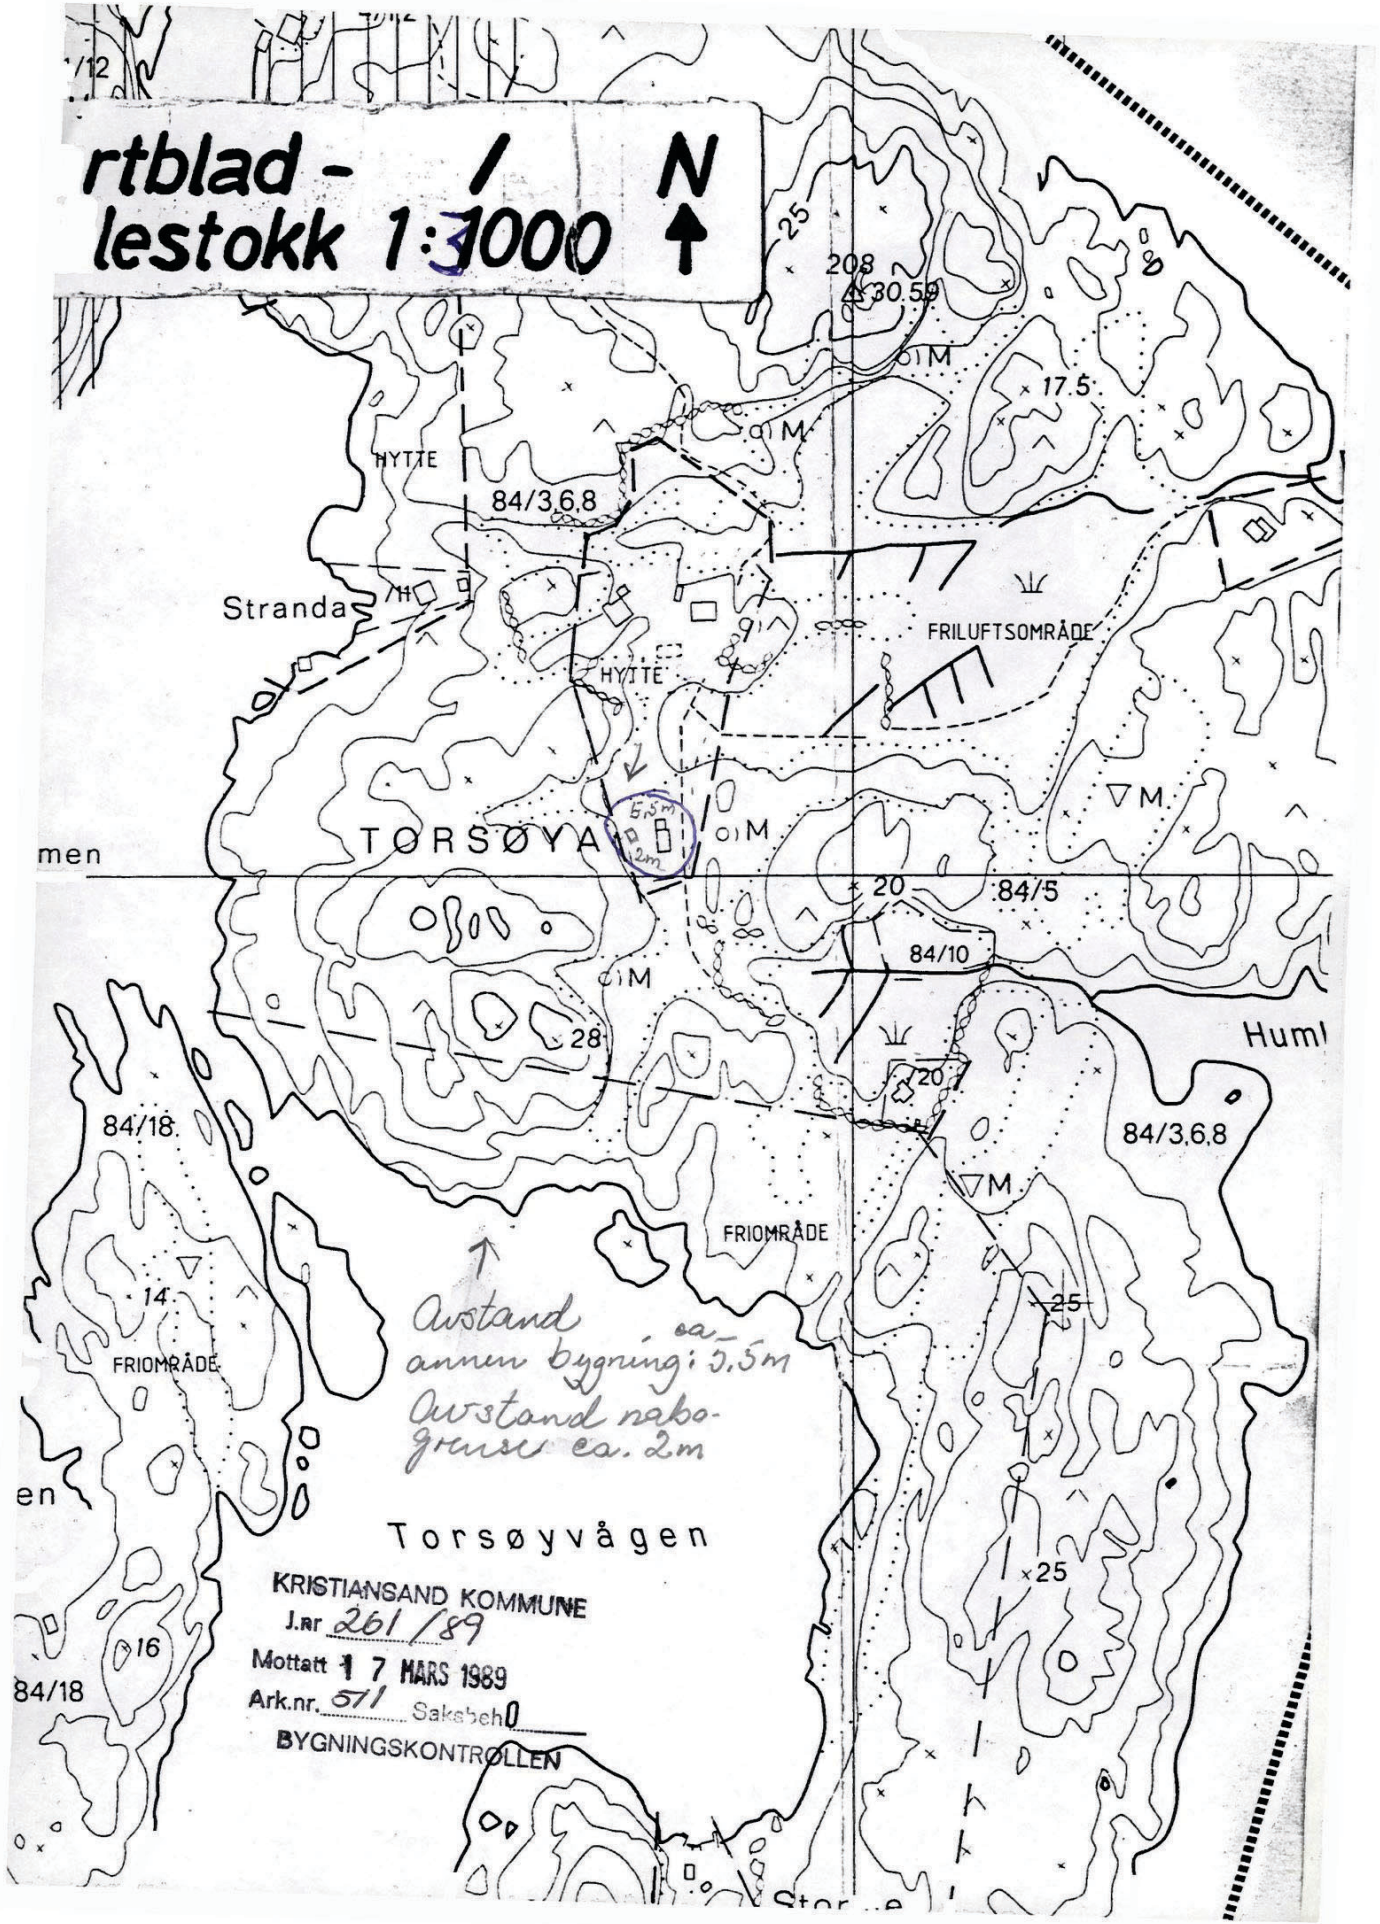 /12
rtblad - / N
lestokk 1:3000
25
208
30.59
M
17.5
M
HYTTE
84/3,6,8
Stranda
FRILUFTSOMRÅDE
HYTTE
M
5,5m
M
TORSØYA
2m
men
20
84/5
84/10
M
28
Huml
20
84/18
84/3,6,8
M
FRIOMRÅDE
14
25
Avstand
annen bygning: ca 5,5m
FRIOMRÅDE
Avstand nabo-
grense ca. 2m
en
Torsøyvågen
25
KRISTIANSAND KOMMUNE
J.nr 261/89
16
Mottatt 17 MARS 1989
84/18
Ark.nr. 511 Saksbeh
BYGNINGSKONTROLLEN